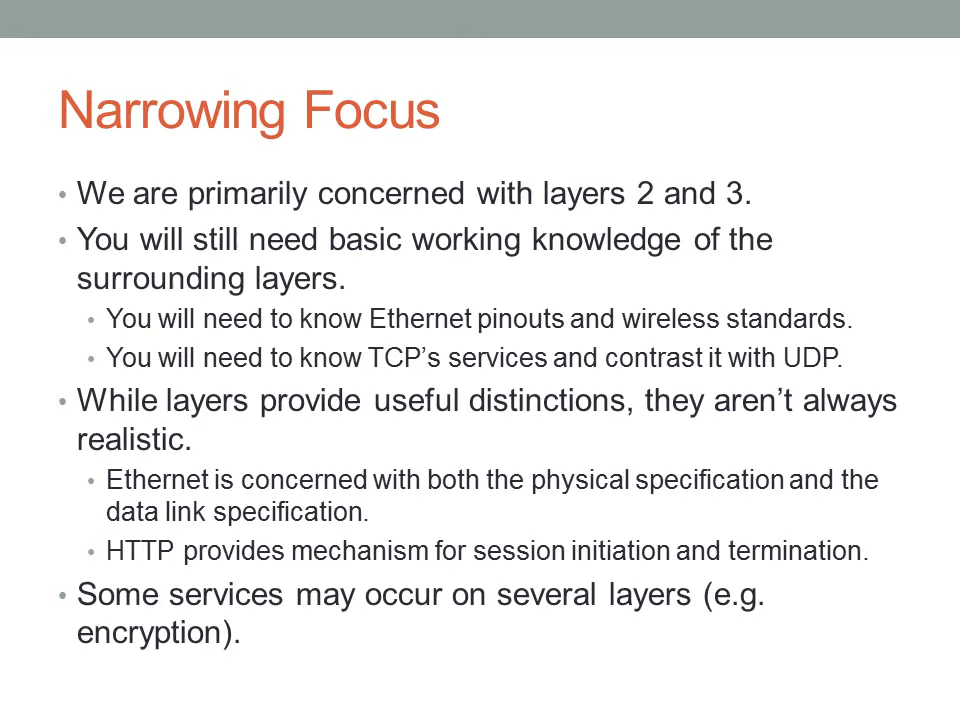 Narrowing Focus
• We are primarily concerned with layers 2 and 3.
• You will still need basic working knowledge of the
surrounding layers.
• You will need to know Ethernet pinouts and wireless standards.
• You will need to know TCP’s services and contrast it with UDP.
• While layers provide useful distinctions, they aren’t always
realistic.
• Ethernet is concerned with both the physical specification and the
data link specification.
• HTTP provides mechanism for session initiation and termination.
• Some services may occur on several layers (e.g.
encryption).